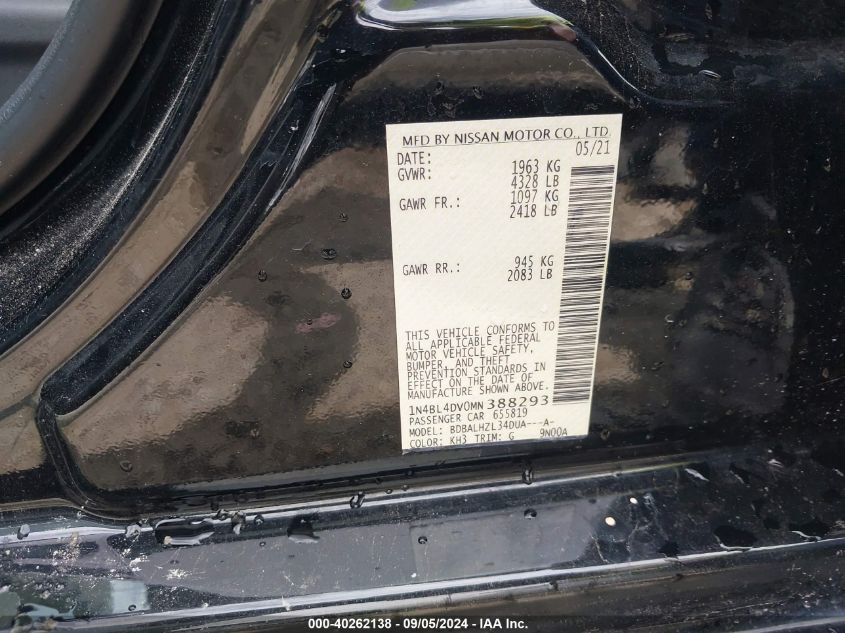 MFD BY NISSAN MOTOR CO., LTD
DATE: 05/21
GVWR: 1963 KG
4328 LB
GAWR FR.: 1097 KG
2418 LB
GAWR RR.: 945 KG
2083 LB
THIS VEHICLE CONFORMS TO
ALL APPLICABLE FEDERAL
MOTOR VEHICLE SAFETY,
BUMPER, AND THEFT
PREVENTION STANDARDS IN
EFFECT ON THE DATE OF
MANUFACTURE SHOWN ABOVE.
1N4BL4DV0MN388293
PASSENGER CAR 655819
MODEL: BDBALHZL34DUA---A-
COLOR: KH3 TRIM: G 9N00A
000-40262138 - 09/05/2024 - IAA Inc.